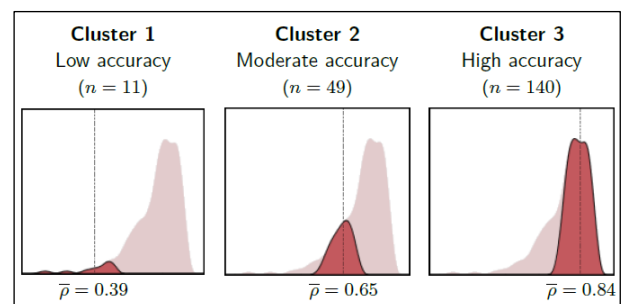 Cluster 1
Low accuracy
(n = 11)
ρ̅ = 0.39
Cluster 2
Moderate accuracy
(n = 49)
ρ̅ = 0.65
Cluster 3
High accuracy
(n = 140)
ρ̅ = 0.84